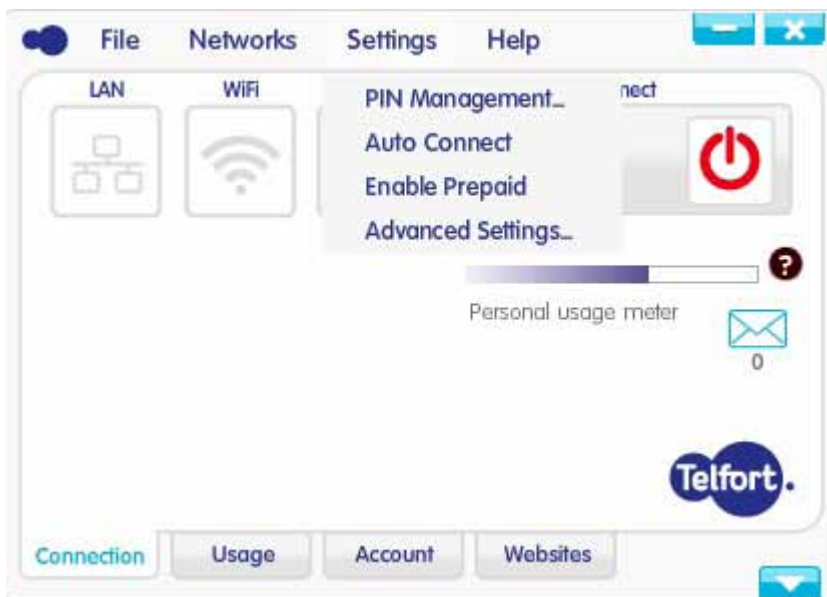 File Networks Settings Help
LAN WiFi nnect
PIN Management...
Auto Connect
Enable Prepaid
Advanced Settings...
?
Personal usage meter
0
Telfort.
Connection Usage Account Websites